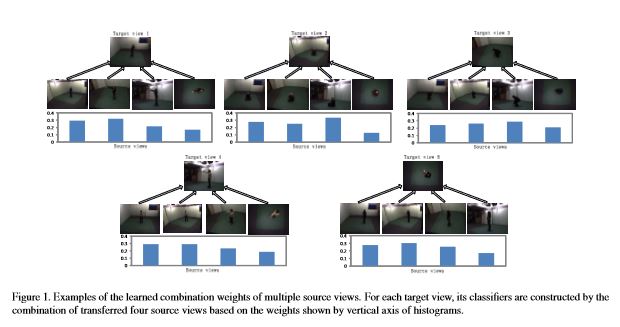 Target view 1
Target view 2
Target view 3
0.4
0.3
0.2
0.1
0
Source views
0.4
0.3
0.2
0.1
0
Source views
0.4
0.3
0.2
0.1
0
Source views
Target view 4
Target view 5
0.4
0.3
0.2
0.1
0
Source views
0.4
0.3
0.2
0.1
0
Source views
Figure 1. Examples of the learned combination weights of multiple source views. For each target view, its classifiers are constructed by the
combination of transferred four source views based on the weights shown by vertical axis of histograms.